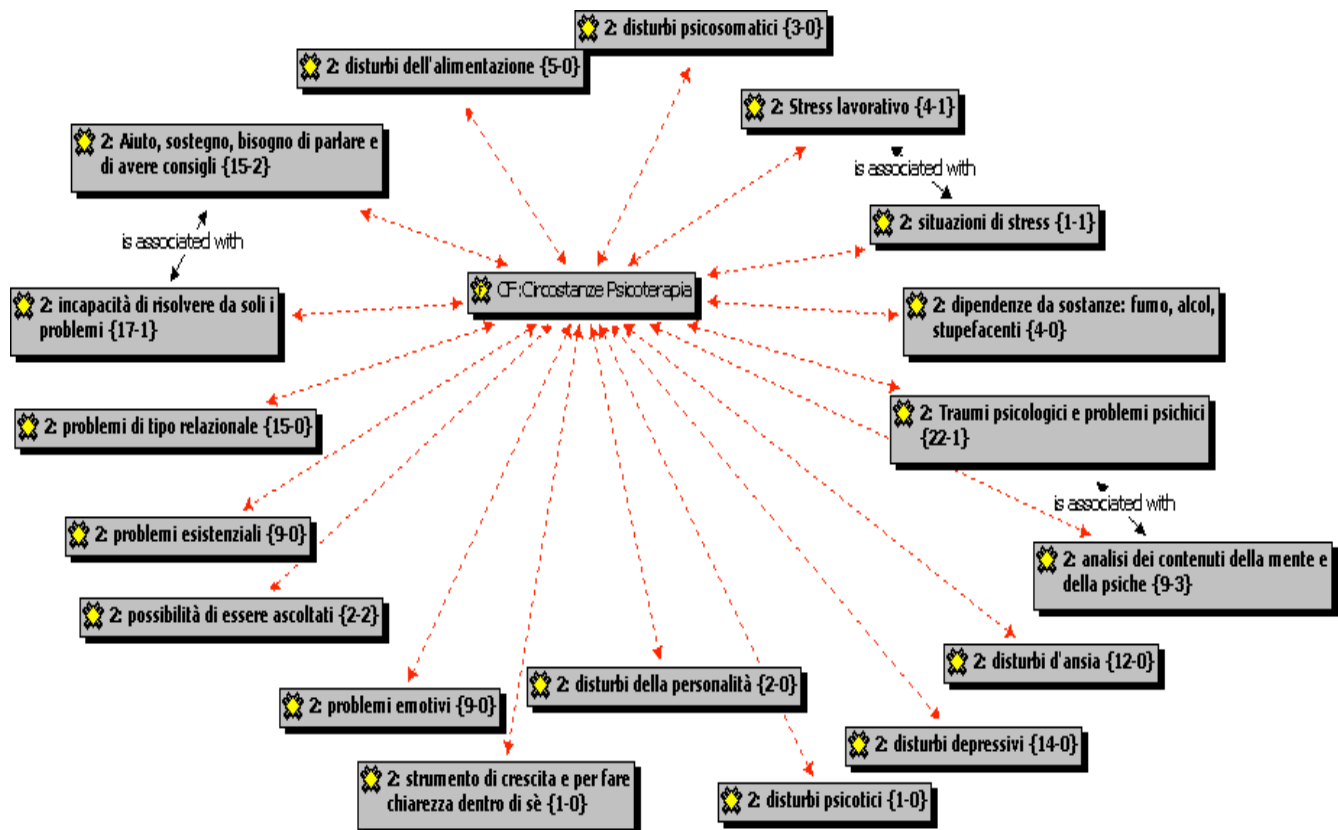 2: disturbi psicosomatici {3-0}
2: disturbi dell'alimentazione {5-0}
2: Stress lavorativo {4-1}
2: Aiuto, sostegno, bisogno di parlare e
di avere consigli {15-2}
is associated with
2: situazioni di stress {1-1}
is associated with
CF:Circostanze Psicoterapia
2: incapacità di risolvere da soli i
problemi {17-1}
2: dipendenze da sostanze: fumo, alcol,
stupefacenti {4-0}
2: problemi di tipo relazionale {15-0}
2: Traumi psicologici e problemi psichici
{22-1}
is associated with
2: problemi esistenziali {9-0}
2: analisi dei contenuti della mente e
della psiche {9-3}
2: possibilità di essere ascoltati {2-2}
2: disturbi d'ansia {12-0}
2: disturbi della personalità {2-0}
2: problemi emotivi {9-0}
2: disturbi depressivi {14-0}
2: strumento di crescita e per fare
chiarezza dentro di sè {1-0}
2: disturbi psicotici {1-0}